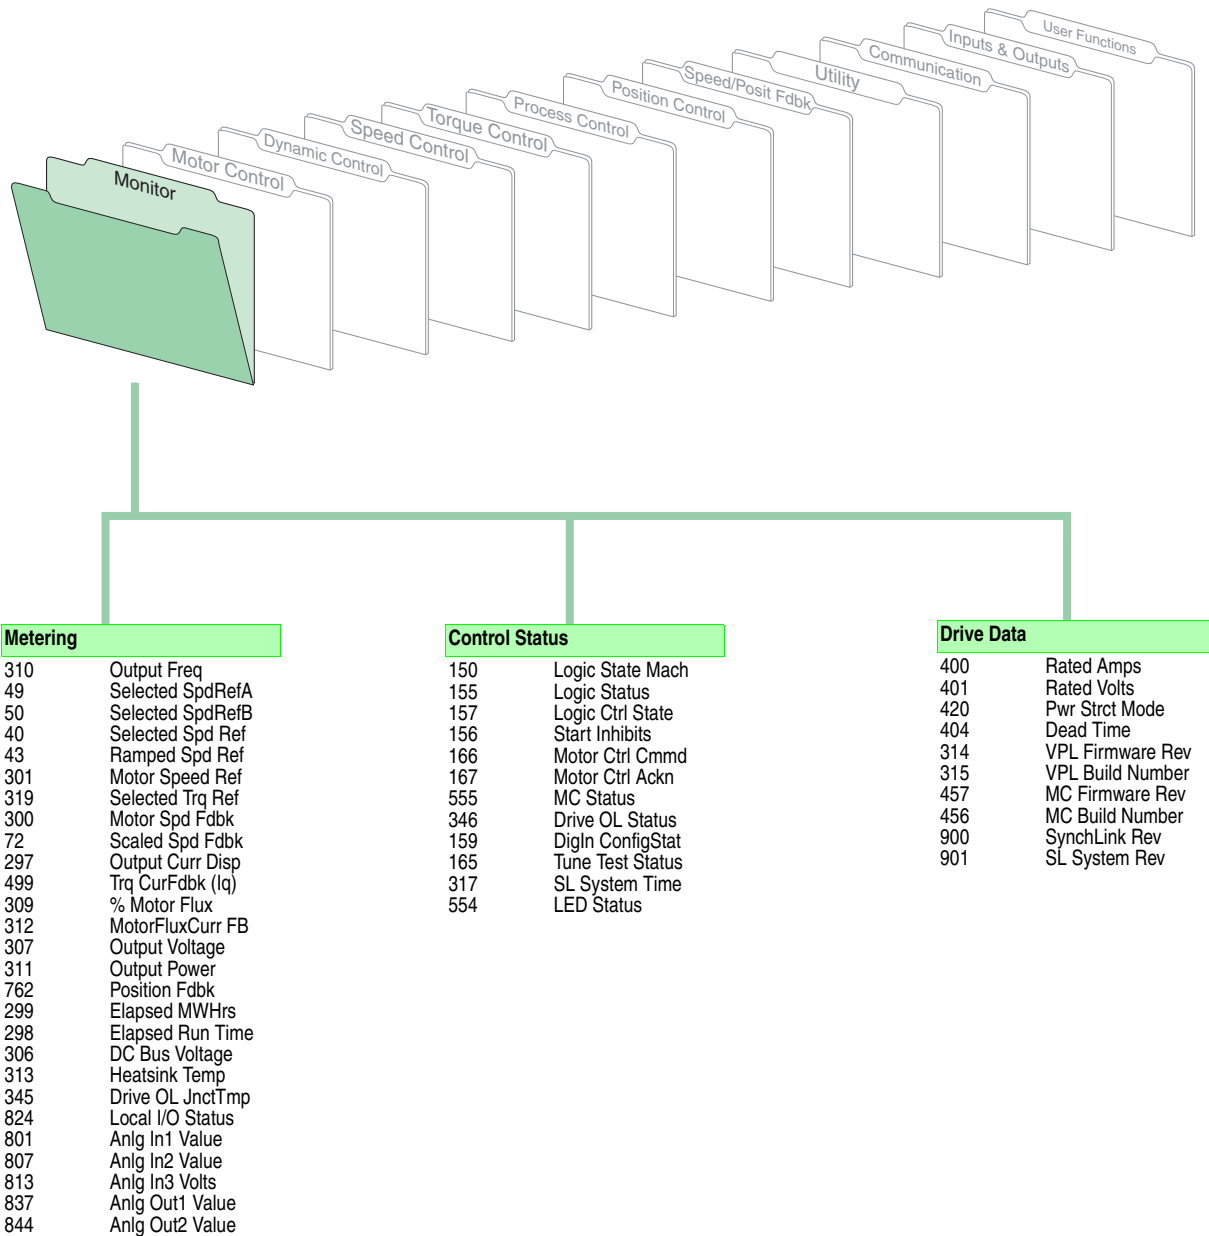 User Functions
Inputs & Outputs
Communication
Utility
Speed/Posit Fdbk
Position Control
Process Control
Torque Control
Speed Control
Dynamic Control
Motor Control
Monitor
Metering
310 Output Freq
49 Selected SpdRefA
50 Selected SpdRefB
40 Selected Spd Ref
43 Ramped Spd Ref
301 Motor Speed Ref
319 Selected Trq Ref
300 Motor Spd Fdbk
72 Scaled Spd Fdbk
297 Output Curr Disp
499 Trq CurFdbk (Iq)
309 % Motor Flux
312 MotorFluxCurr FB
307 Output Voltage
311 Output Power
762 Position Fdbk
299 Elapsed MWHrs
298 Elapsed Run Time
306 DC Bus Voltage
313 Heatsink Temp
345 Drive OL JnctTmp
824 Local I/O Status
801 Anlg In1 Value
807 Anlg In2 Value
813 Anlg In3 Volts
837 Anlg Out1 Value
844 Anlg Out2 Value
Control Status
150 Logic State Mach
155 Logic Status
157 Logic Ctrl State
156 Start Inhibits
166 Motor Ctrl Cmmd
167 Motor Ctrl Ackn
555 MC Status
346 Drive OL Status
159 DigIn ConfigStat
165 Tune Test Status
317 SL System Time
554 LED Status
Drive Data
400 Rated Amps
401 Rated Volts
420 Pwr Strct Mode
404 Dead Time
314 VPL Firmware Rev
315 VPL Build Number
457 MC Firmware Rev
456 MC Build Number
900 SynchLink Rev
901 SL System Rev